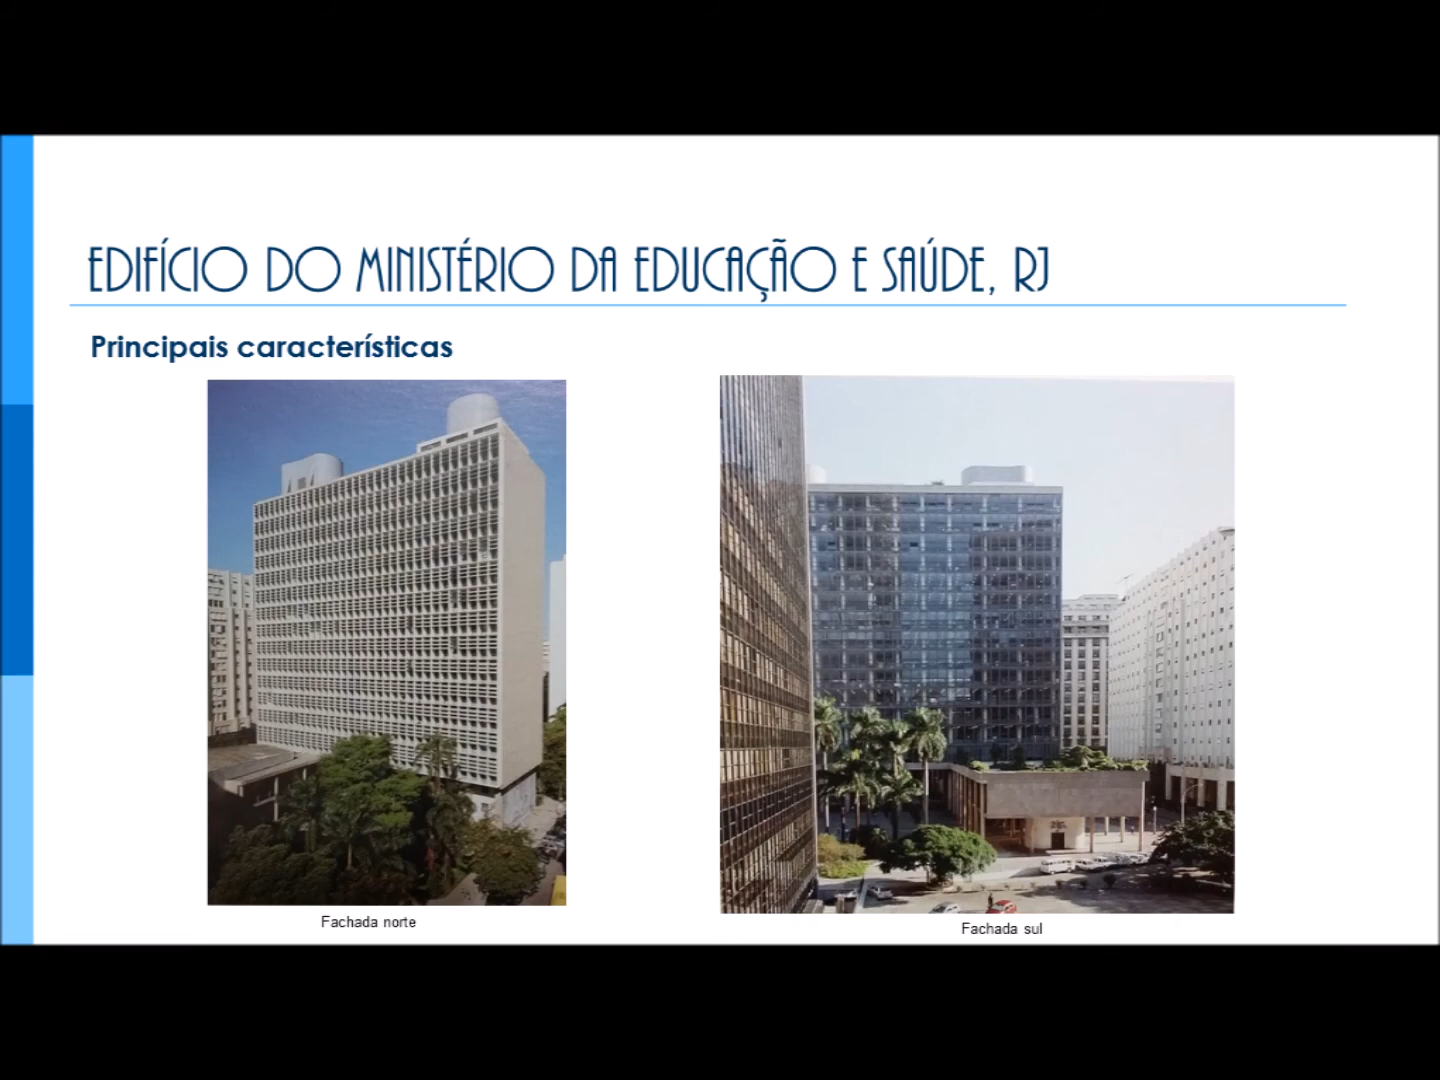 EDIFÍCIO DO MINISTÉRIO DA EDUCAÇÃO E SAÚDE, RJ
Principais características
Fachada norte
Fachada sul